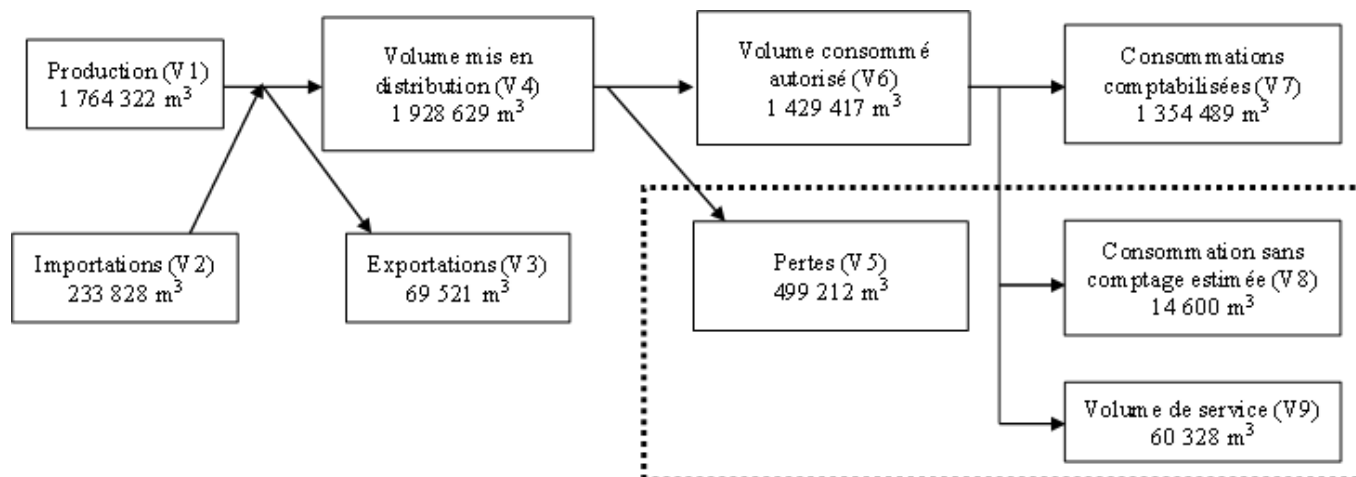 Production (V1)
1 764 322 m³
Volume mis en
distribution (V4)
1 928 629 m³
Volume consommé
autorisé (V6)
1 429 417 m³
Consommations
comptabilisées (V7)
1 354 489 m³
Importations (V2)
233 828 m³
Exportations (V3)
69 521 m³
Pertes (V5)
499 212 m³
Consommation sans
comptage estimée (V8)
14 600 m³
Volume de service (V9)
60 328 m³